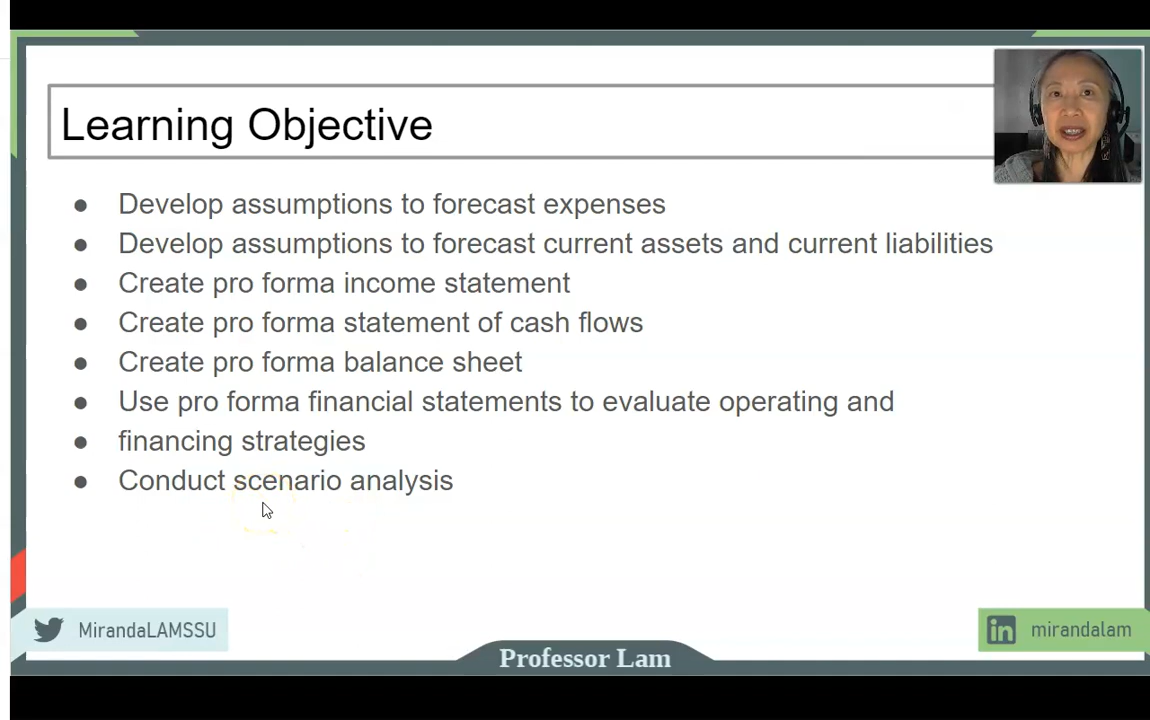 Learning Objective
● Develop assumptions to forecast expenses
● Develop assumptions to forecast current assets and current liabilities
● Create pro forma income statement
● Create pro forma statement of cash flows
● Create pro forma balance sheet
● Use pro forma financial statements to evaluate operating and
● financing strategies
● Conduct scenario analysis
MirandaLAMSSU
in mirandalam
Professor Lam